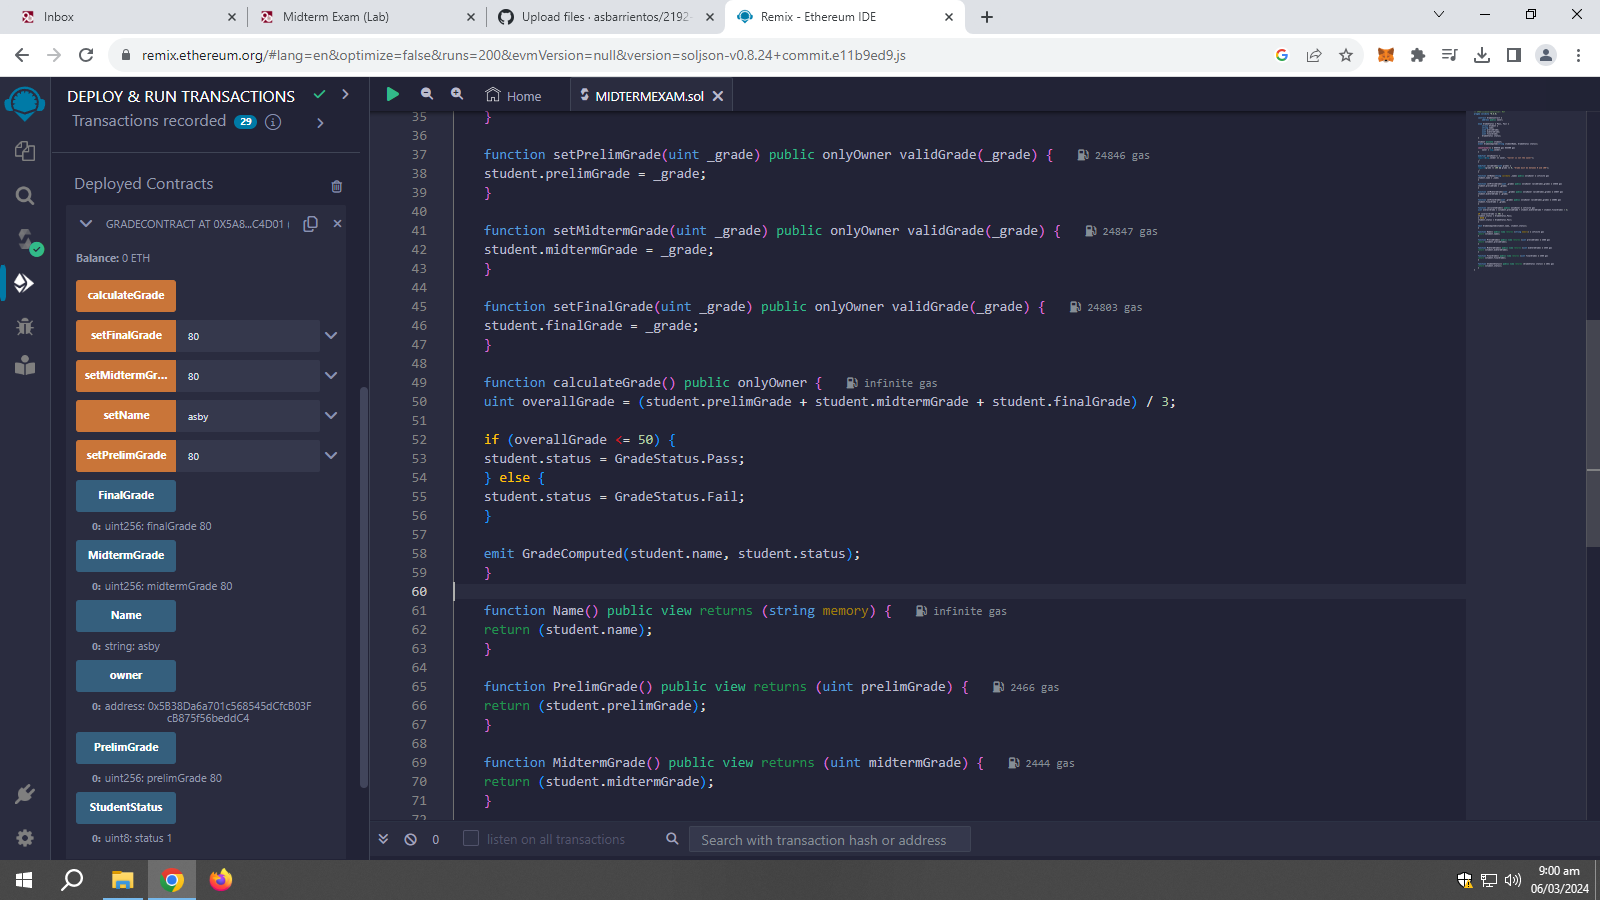 Inbox
Midterm Exam (Lab)
Upload files · asbarrientos/2192-
Remix - Ethereum IDE
remix.ethereum.org/#lang=en&optimize=false&runs=200&evmVersion=null&version=soljson-v0.8.24+commit.e11b9ed9.js
DEPLOY & RUN TRANSACTIONS
Transactions recorded 29
Deployed Contracts
GRADECONTRACT AT 0X5A8...C4D01 (
Balance: 0 ETH
calculateGrade
setFinalGrade 80
setMidtermGr... 80
setName asby
setPrelimGrade 80
FinalGrade
0: uint256: finalGrade 80
MidtermGrade
0: uint256: midtermGrade 80
Name
0: string: asby
owner
0: address: 0x5B38Da6a701c568545dCfcB03F
cB875f56beddC4
PrelimGrade
0: uint256: prelimGrade 80
StudentStatus
0: uint8: status 1
Home
MIDTERMEXAM.sol
35 }
36
37 function setPrelimGrade(uint _grade) public onlyOwner validGrade(_grade) { 24846 gas
38 student.prelimGrade = _grade;
39 }
40
41 function setMidtermGrade(uint _grade) public onlyOwner validGrade(_grade) { 24847 gas
42 student.midtermGrade = _grade;
43 }
44
45 function setFinalGrade(uint _grade) public onlyOwner validGrade(_grade) { 24803 gas
46 student.finalGrade = _grade;
47 }
48
49 function calculateGrade() public onlyOwner { infinite gas
50 uint overallGrade = (student.prelimGrade + student.midtermGrade + student.finalGrade) / 3;
51
52 if (overallGrade <= 50) {
53 student.status = GradeStatus.Pass;
54 } else {
55 student.status = GradeStatus.Fail;
56 }
57
58 emit GradeComputed(student.name, student.status);
59 }
60
61 function Name() public view returns (string memory) { infinite gas
62 return (student.name);
63 }
64
65 function PrelimGrade() public view returns (uint prelimGrade) { 2466 gas
66 return (student.prelimGrade);
67 }
68
69 function MidtermGrade() public view returns (uint midtermGrade) { 2444 gas
70 return (student.midtermGrade);
71 }
72
0
listen on all transactions
Search with transaction hash or address
9:00 am
06/03/2024